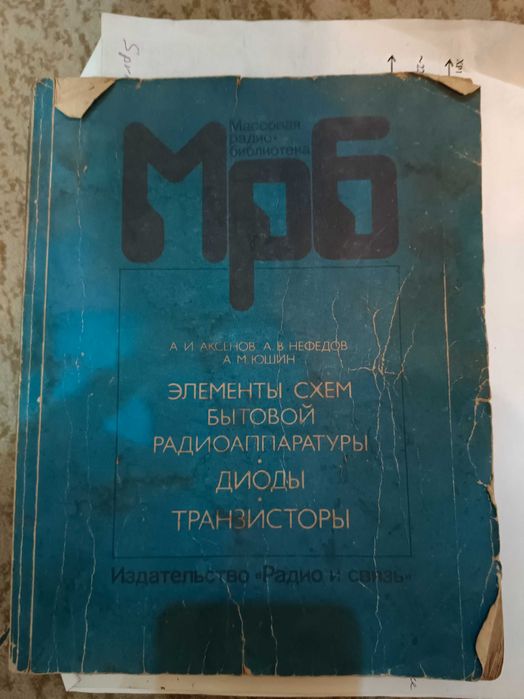 Массовая
радио-
библиотека
Мрб
А. И. АКСЕНОВ, А. В. НЕФЕДОВ,
А. М. ЮШИН
ЭЛЕМЕНТЫ СХЕМ
БЫТОВОЙ
РАДИОАППАРАТУРЫ
•
ДИОДЫ
•
ТРАНЗИСТОРЫ
Издательство «Радио и связь»